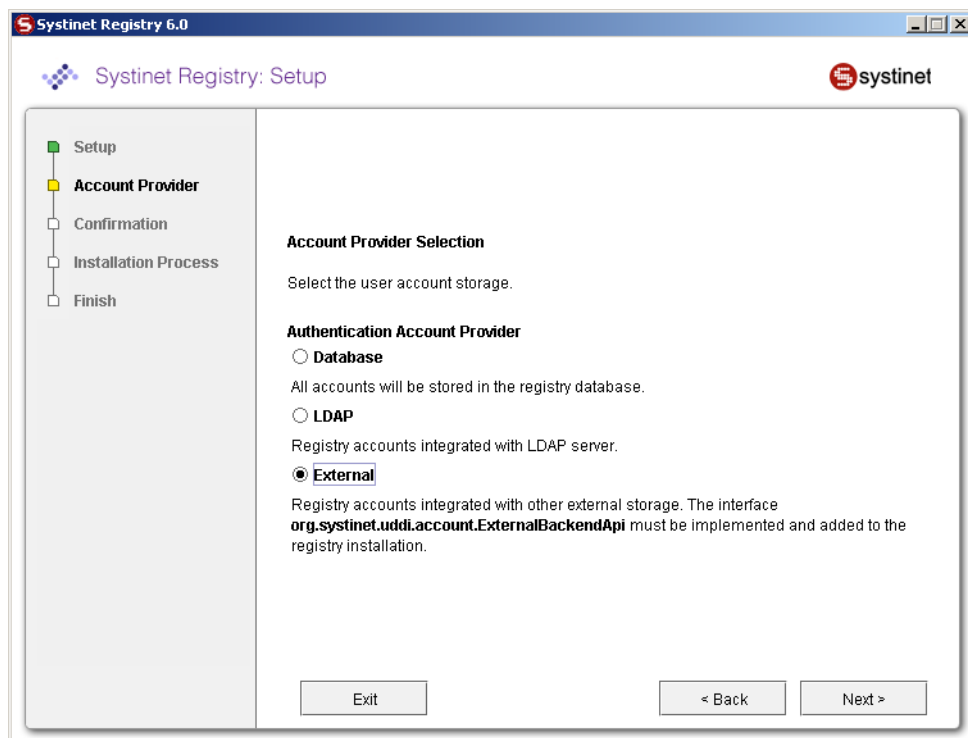 Systinet Registry 6.0
Systinet Registry: Setup
systinet
Setup
Account Provider
Confirmation
Installation Process
Finish
Account Provider Selection
Select the user account storage.
Authentication Account Provider
Database
All accounts will be stored in the registry database.
LDAP
Registry accounts integrated with LDAP server.
External
Registry accounts integrated with other external storage. The interface
org.systinet.uddi.account.ExternalBackendApi must be implemented and added to the
registry installation.
Exit
< Back
Next >